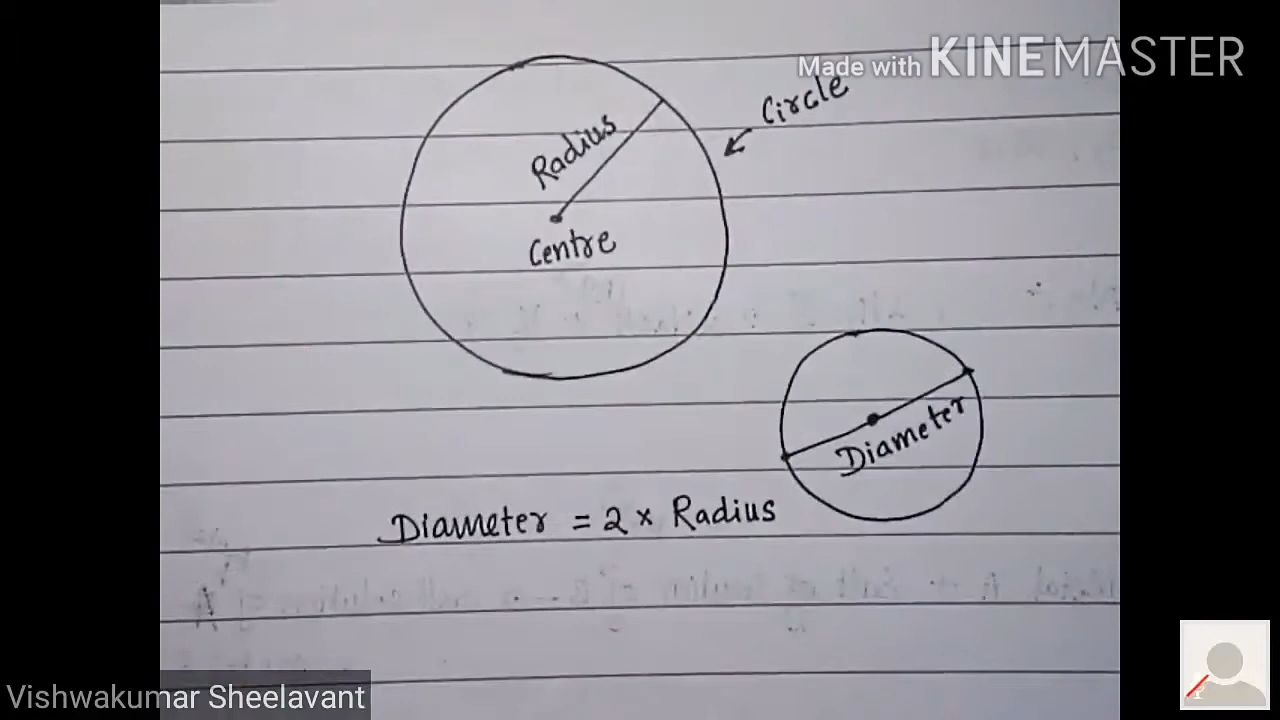 Made with KINEMASTER
Circle
Radius
Centre
Diameter
Diameter = 2 × Radius
Vishwakumar Sheelavant